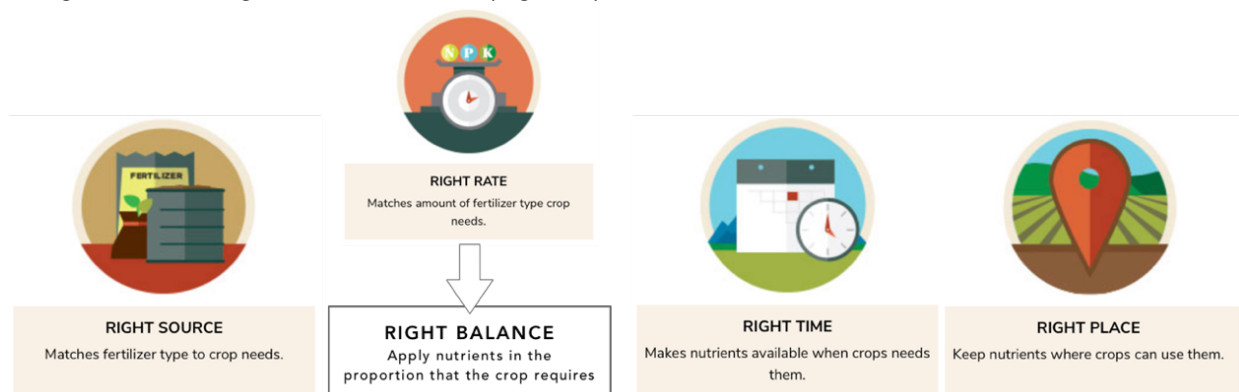 N P K
RIGHT RATE
Matches amount of fertilizer type crop
needs.
FERTILIZER
RIGHT SOURCE
Matches fertilizer type to crop needs.
RIGHT BALANCE
Apply nutrients in the
proportion that the crop requires
RIGHT TIME
Makes nutrients available when crops needs
them.
RIGHT PLACE
Keep nutrients where crops can use them.